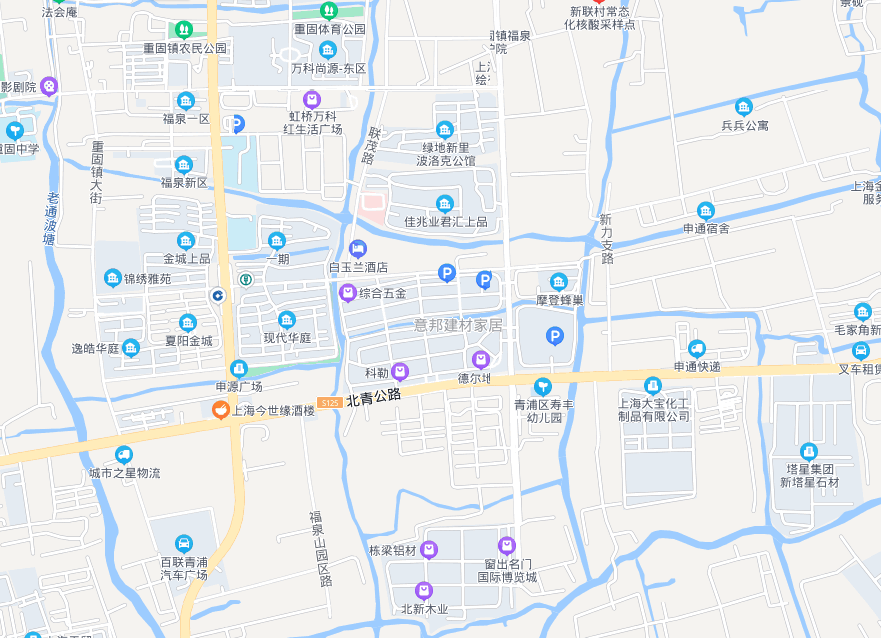 法会庵
重固镇农民公园
重固体育公园
万科尚源-东区
新联村常态
化核酸采样点
景砚
镇福泉
院
影剧院
福泉一区
虹桥万科
红生活广场
联茂路
绿地新里
波洛克公馆
兵兵公寓
重固中学
重固镇大街
福泉新区
老通波塘
佳兆业君汇上品
申通宿舍
上海金
服务
新力支路
金城上品
一期
白玉兰酒店
锦绣雅苑
综合五金
摩登蜂巢
意邦建材家居
现代华庭
夏阳金城
逸皓华庭
毛家角新
科勒
德尔地
申通快递
叉车租赁
申源广场
S125
北青公路
上海今世缘酒楼
青浦区寿丰
幼儿园
上海大宝化工
制品有限公司
城市之星物流
塔星集团
新塔星石材
福泉山园区路
栋梁铝材
窗出名门
国际博览城
百联青浦
汽车广场
北新木业